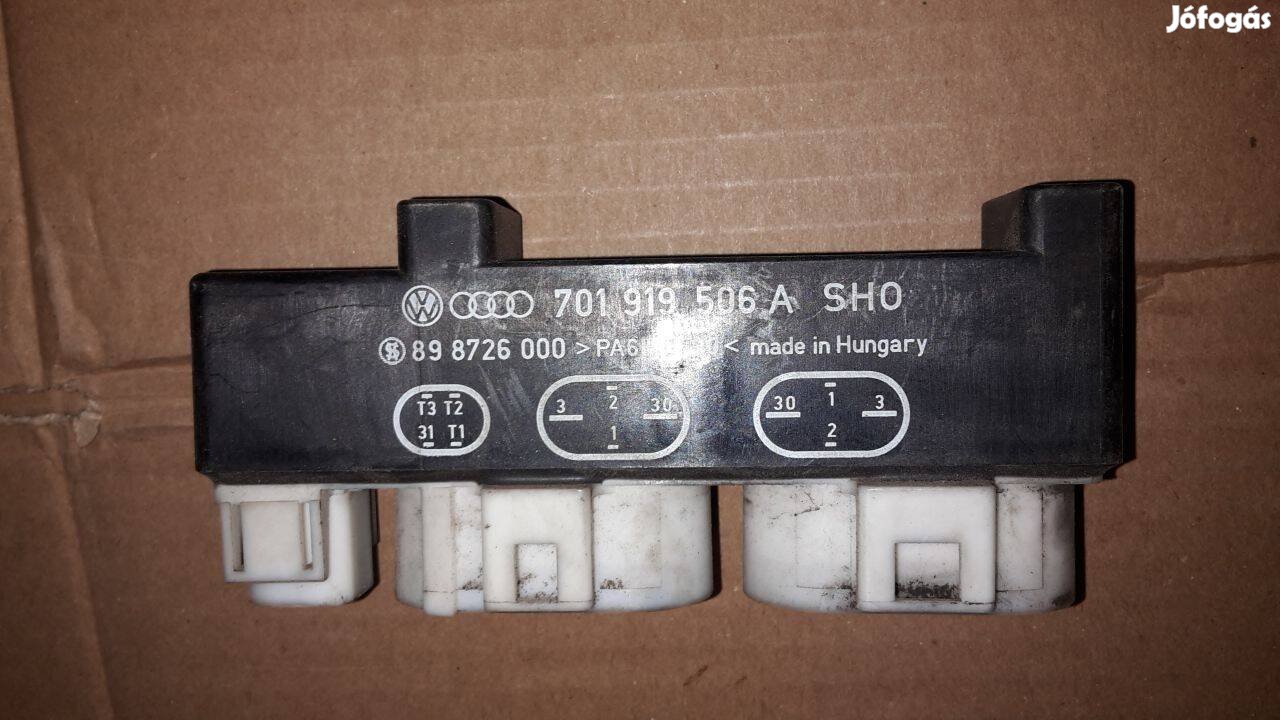 Jófogás
701 919 506 A SHO
89 8726 000 made in Hungary
T3 T2
31 T1
3 2 30
1
30 1 3
2